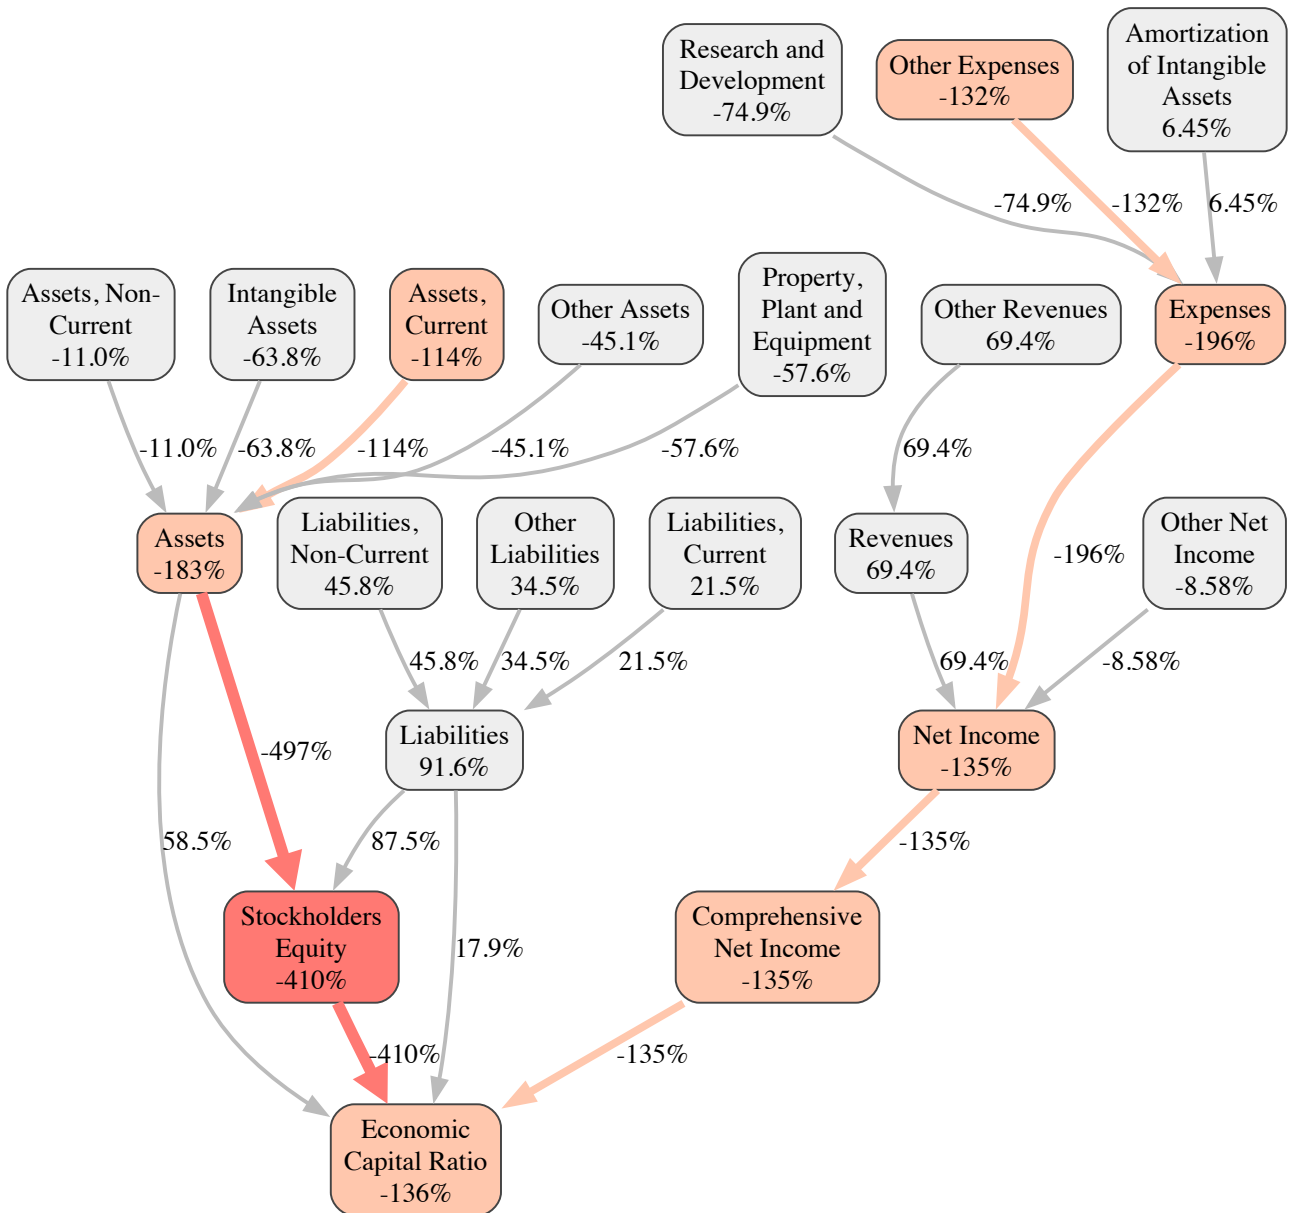 Research and
Development
-74.9%
Other Expenses
-132%
Amortization
of Intangible
Assets
6.45%
-74.9%
-132%
6.45%
Assets, Non-
Current
-11.0%
Intangible
Assets
-63.8%
Assets,
Current
-114%
Other Assets
-45.1%
Property,
Plant and
Equipment
-57.6%
Other Revenues
69.4%
Expenses
-196%
-11.0%
-63.8%
-114%
-45.1%
-57.6%
69.4%
-196%
Assets
-183%
Liabilities,
Non-Current
45.8%
Other
Liabilities
34.5%
Liabilities,
Current
21.5%
Revenues
69.4%
Other Net
Income
-8.58%
45.8%
34.5%
21.5%
69.4%
-8.58%
-497%
Liabilities
91.6%
Net Income
-135%
58.5%
87.5%
-135%
Stockholders
Equity
-410%
17.9%
Comprehensive
Net Income
-135%
-410%
-135%
Economic
Capital Ratio
-136%